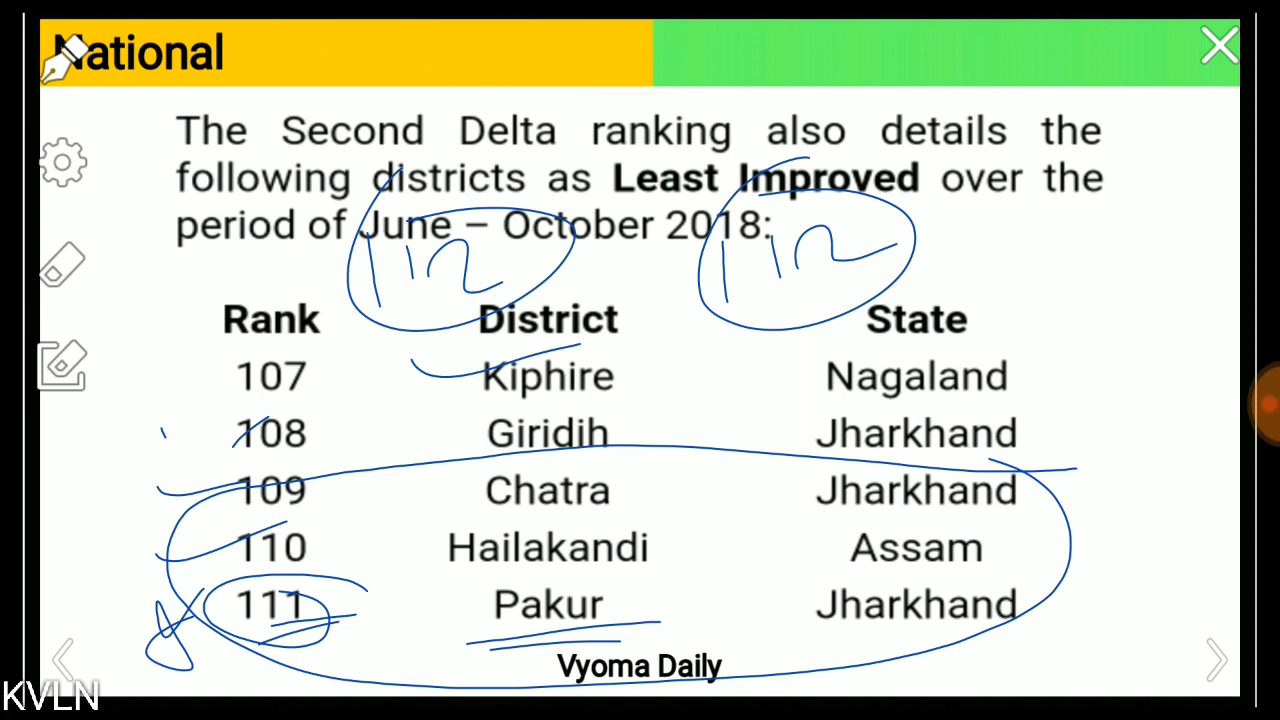 National
The Second Delta ranking also details the
following districts as Least Improved over the
period of June – October 2018:
112 112
Rank District State
107 Kiphire Nagaland
108 Giridih Jharkhand
109 Chatra Jharkhand
110 Hailakandi Assam
111 Pakur Jharkhand
Vyoma Daily
KVLN